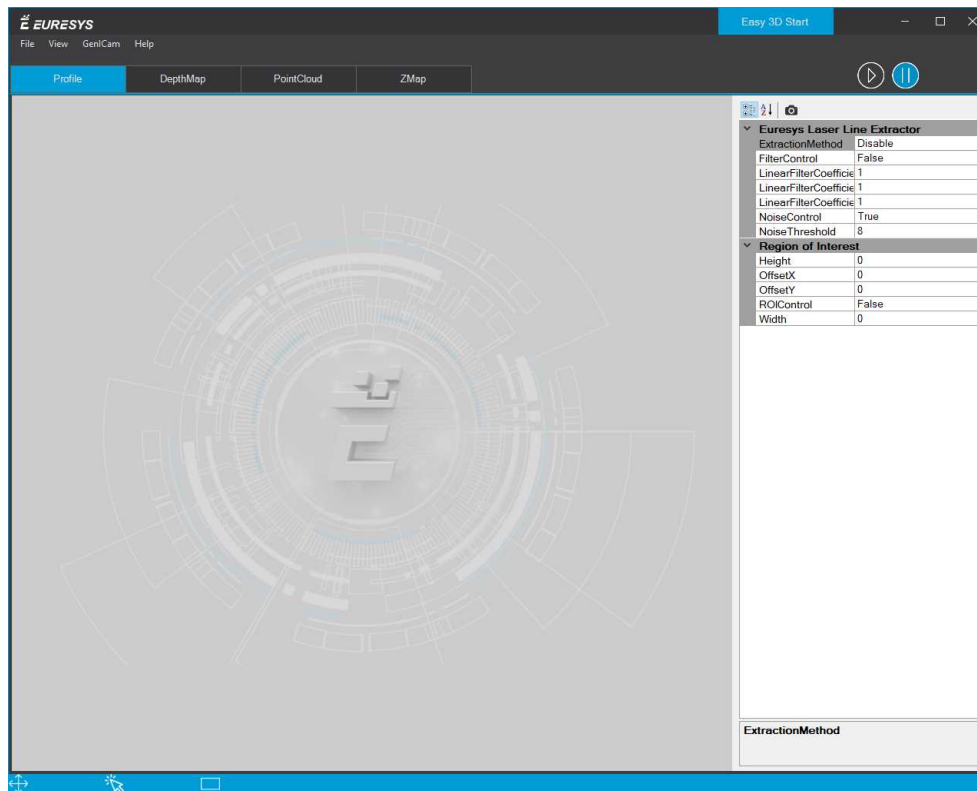 EURESYS
Easy 3D Start
File View GenICam Help
Profile DepthMap PointCloud ZMap
Euresys Laser Line Extractor
ExtractionMethod Disable
FilterControl False
LinearFilterCoefficie 1
LinearFilterCoefficie 1
LinearFilterCoefficie 1
NoiseControl True
NoiseThreshold 8
Region of Interest
Height 0
OffsetX 0
OffsetY 0
ROIControl False
Width 0
ExtractionMethod